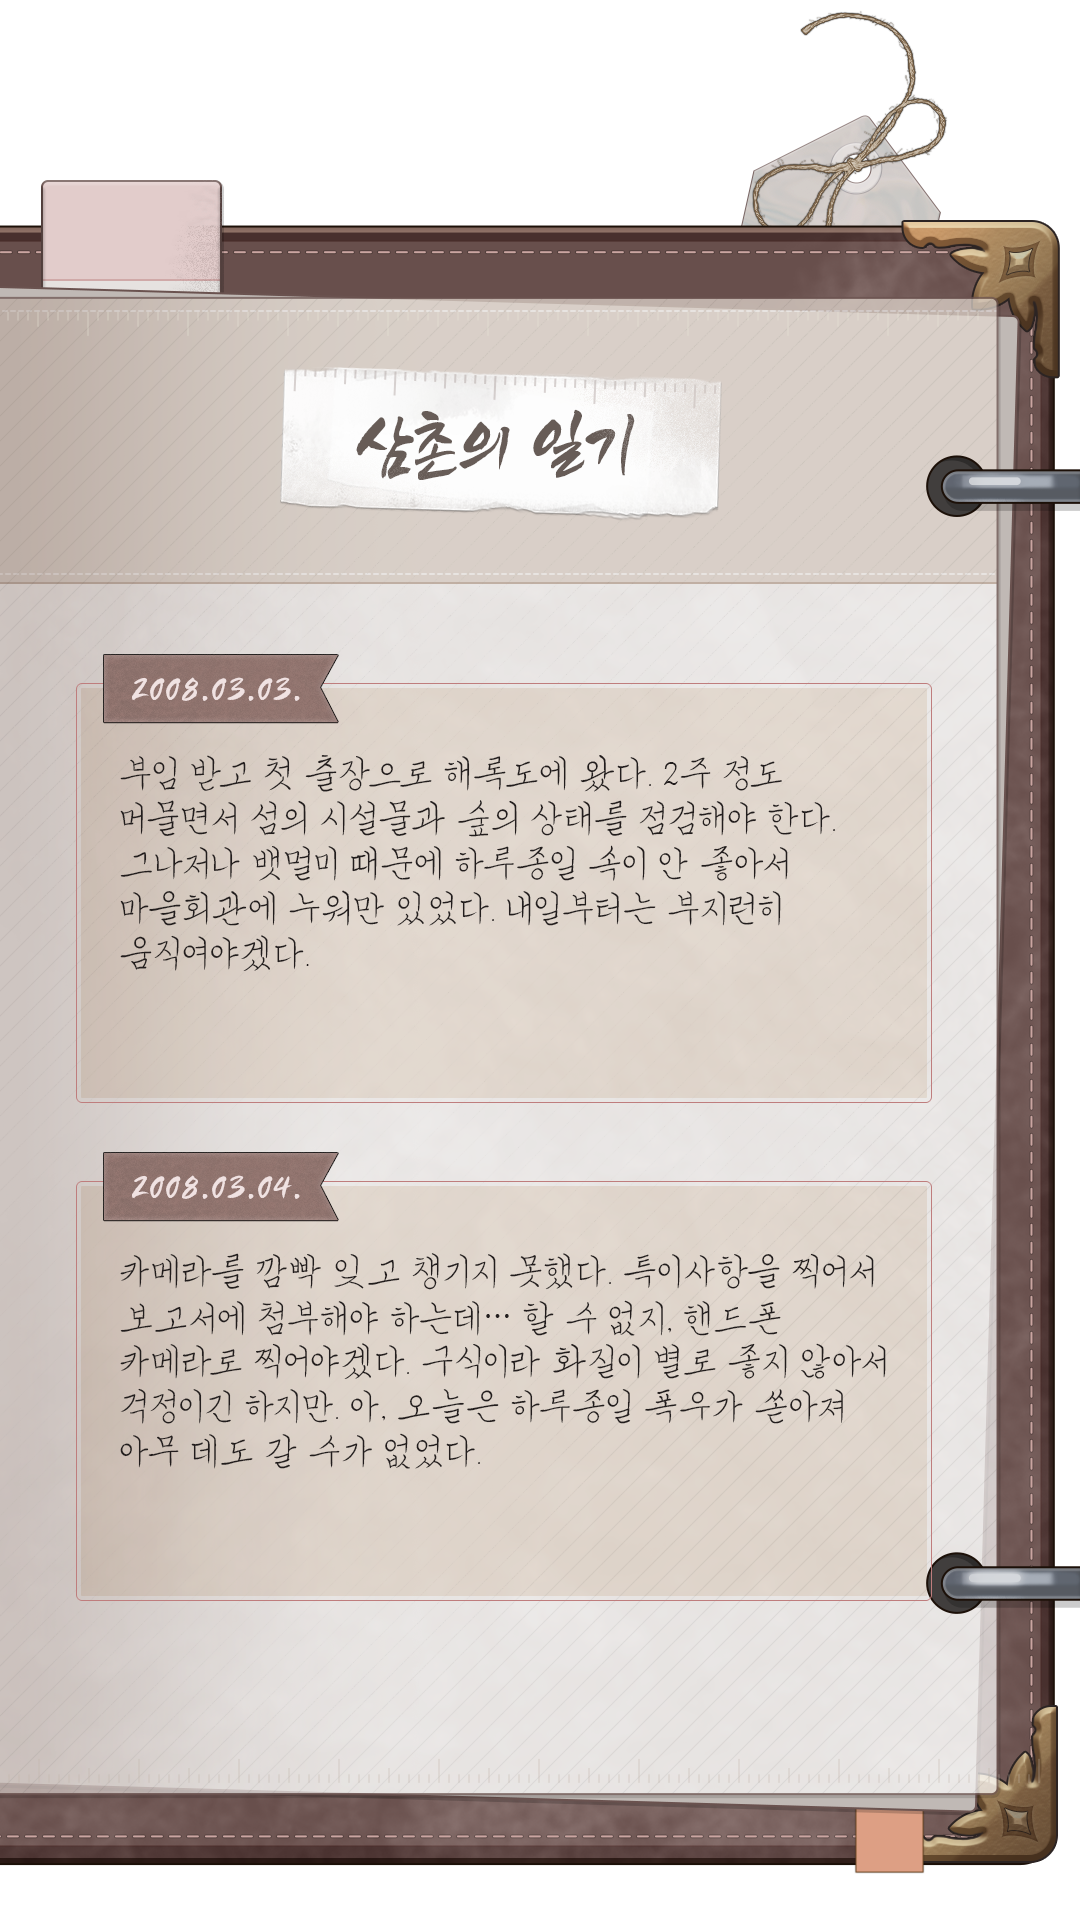 삼촌의 일기
2008.03.03.
부임 받고 첫 출장으로 해록도에 왔다. 2주 정도
머물면서 섬의 시설물과 숲의 상태를 점검해야 한다.
그나저나 뱃멀미 때문에 하루종일 속이 안 좋아서
마을회관에 누워만 있었다. 내일부터는 부지런히
움직여야겠다.
2008.03.04.
카메라를 깜빡 잊고 챙기지 못했다. 특이사항을 찍어서
보고서에 첨부해야 하는데… 할 수 없지, 핸드폰
카메라로 찍어야겠다. 구식이라 화질이 별로 좋지 않아서
걱정이긴 하지만. 아, 오늘은 하루종일 폭우가 쏟아져
아무 데도 갈 수가 없었다.